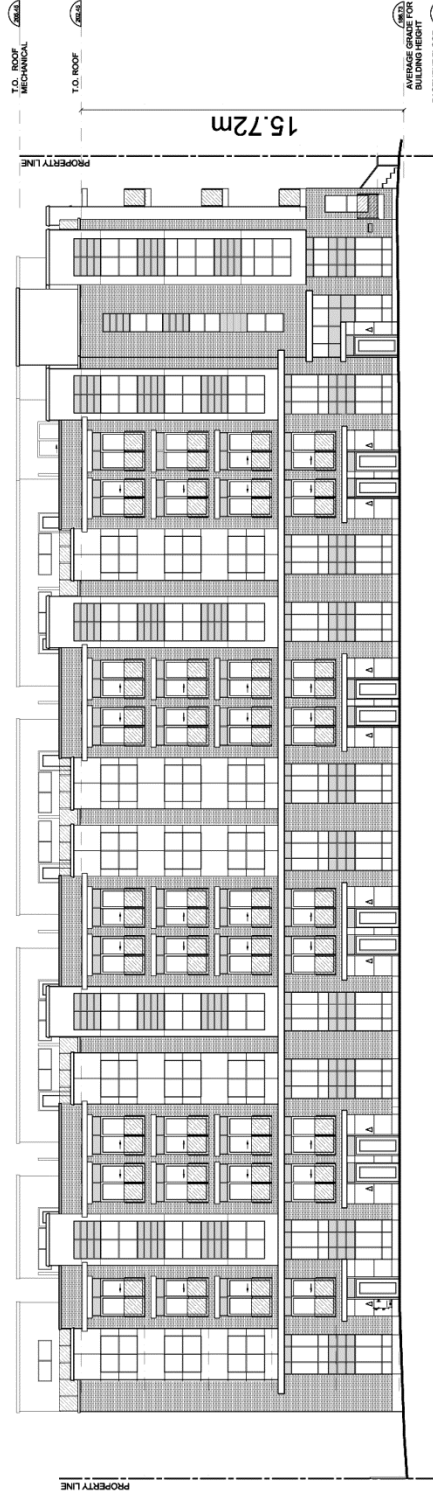 T.O. ROOF
MECHANICAL
T.O. ROOF
15.72m
PROPERTY LINE
PROPERTY LINE
AVERAGE GRADE FOR
BUILDING HEIGHT